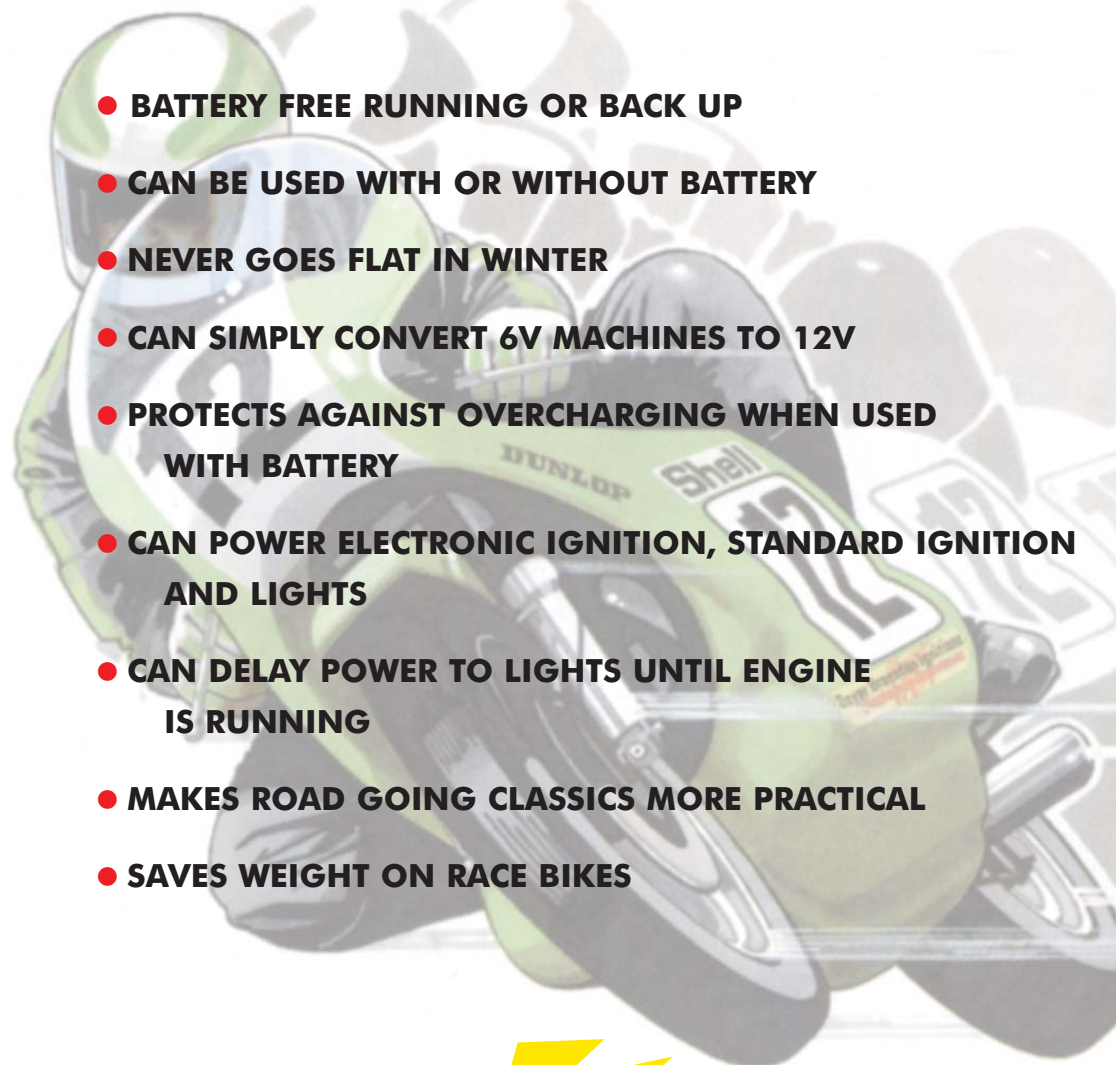 ● BATTERY FREE RUNNING OR BACK UP
● CAN BE USED WITH OR WITHOUT BATTERY
● NEVER GOES FLAT IN WINTER
● CAN SIMPLY CONVERT 6V MACHINES TO 12V
● PROTECTS AGAINST OVERCHARGING WHEN USED
WITH BATTERY
DUNLOP
Shell
12
12
12
● CAN POWER ELECTRONIC IGNITION, STANDARD IGNITION
AND LIGHTS
● CAN DELAY POWER TO LIGHTS UNTIL ENGINE
IS RUNNING
● MAKES ROAD GOING CLASSICS MORE PRACTICAL
● SAVES WEIGHT ON RACE BIKES